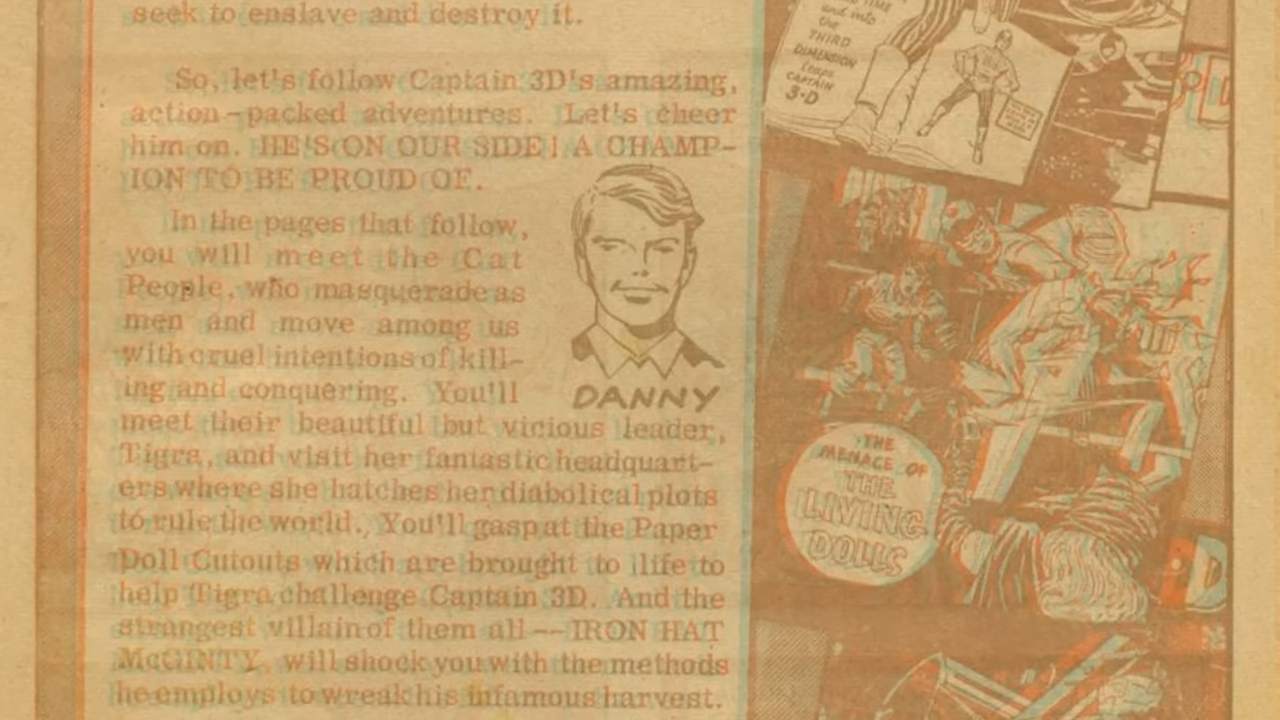 seek to enslave and destroy it.
So, let's follow Captain 3D's amazing,
action-packed adventures. Let's cheer
him on. HE'S ON OUR SIDE! A CHAMP-
ION TO BE PROUD OF.
In the pages that follow,
you will meet the Cat
People, who masquerade as
men and move among us
with cruel intentions of kill-
ing and conquering. You'll
meet their beautiful but vicious leader,
Tigra, and visit her fantastic headquart-
ers where she hatches her diabolical plots
to rule the world. You'll gasp at the Paper
Doll Cutouts which are brought to life to
help Tigra challenge Captain 3D. And the
strangest villain of them all -- IRON HAT
McGINTY, will shock you with the methods
he employs to wreak his infamous harvest.
DANNY
TIME
and into
the
THIRD
DIMENSION
leaps
CAPTAIN
3-D
THE
MENACE OF
THE
LIVING
DOLLS